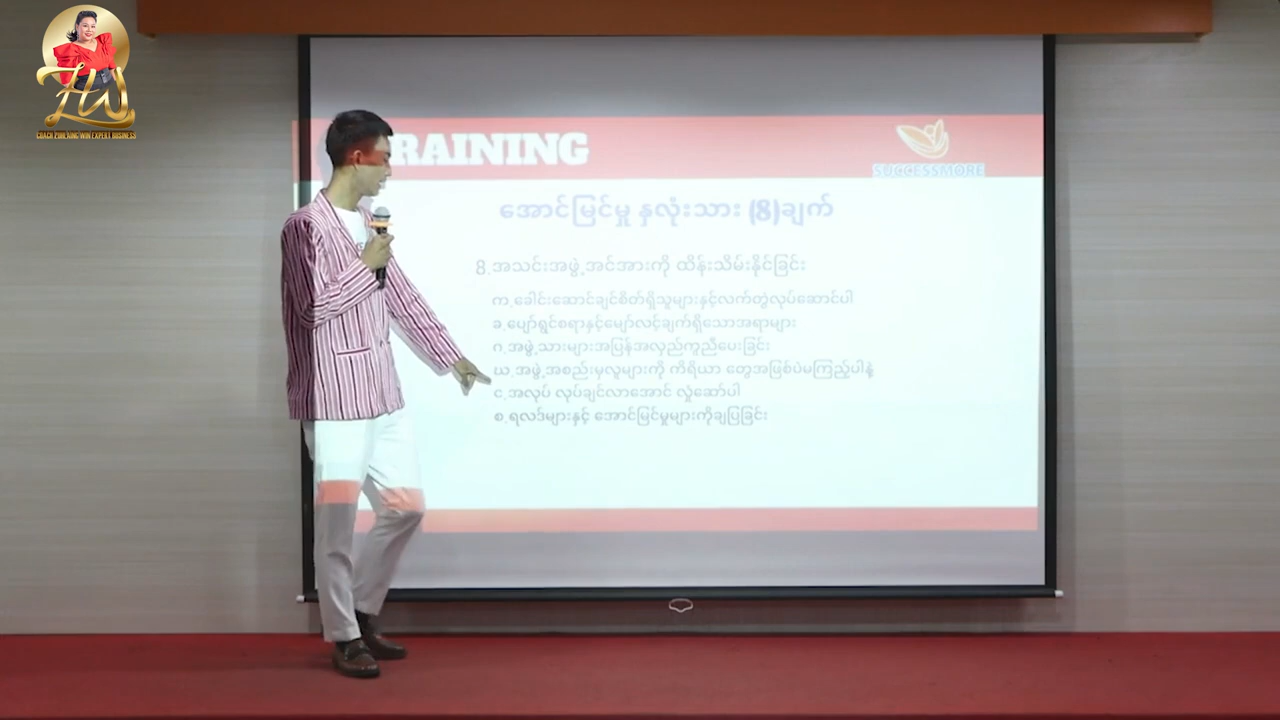 TRAINING
SUCCESSMORE
အောင်မြင်မှု နှလုံးသား (8)ချက်
8.အသင်းအဖွဲ့အင်အားကို ထိန်းသိမ်းနိုင်ခြင်း
က.ခေါင်းဆောင်ချင်စိတ်ရှိသူများနှင့်လက်တွဲလုပ်ဆောင်ပါ
ခ.ပျော်ရွှင်စရာနှင့်မျှော်လင့်ချက်ရှိသောအရာများ
ဂ.အဖွဲ့သားများအပြန်အလှည်ကူညီပေးခြင်း
ဃ.အဖွဲ့အစည်းမှလူများကို ကိရိယာ တွေအဖြစ်ပဲမကြည့်ပါနဲ့
င.အလုပ် လုပ်ချင်လာအောင် လှုံ့ဆော်ပါ
စ.ရလဒ်များနှင့် အောင်မြင်မှုများကိုချပြခြင်း